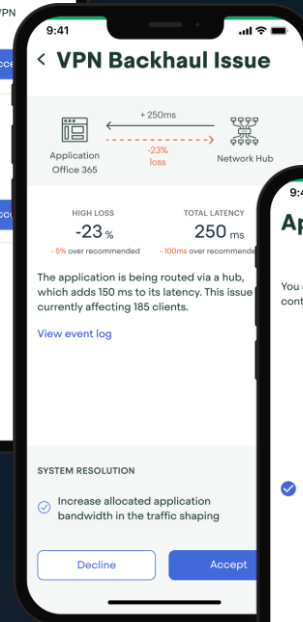 VPN
9:41
VPN Backhaul Issue
+ 250ms
-23%
loss
Application
Office 365
Network Hub
HIGH LOSS
-23 %
- 5% over recommended
TOTAL LATENCY
250 ms
- 100ms over recommended
The application is being routed via a hub,
which adds 150 ms to its latency. This issue
currently affecting 185 clients.
View event log
SYSTEM RESOLUTION
Increase allocated application
bandwidth in the traffic shaping
Decline
Accept
9:4
Ap
You
cont